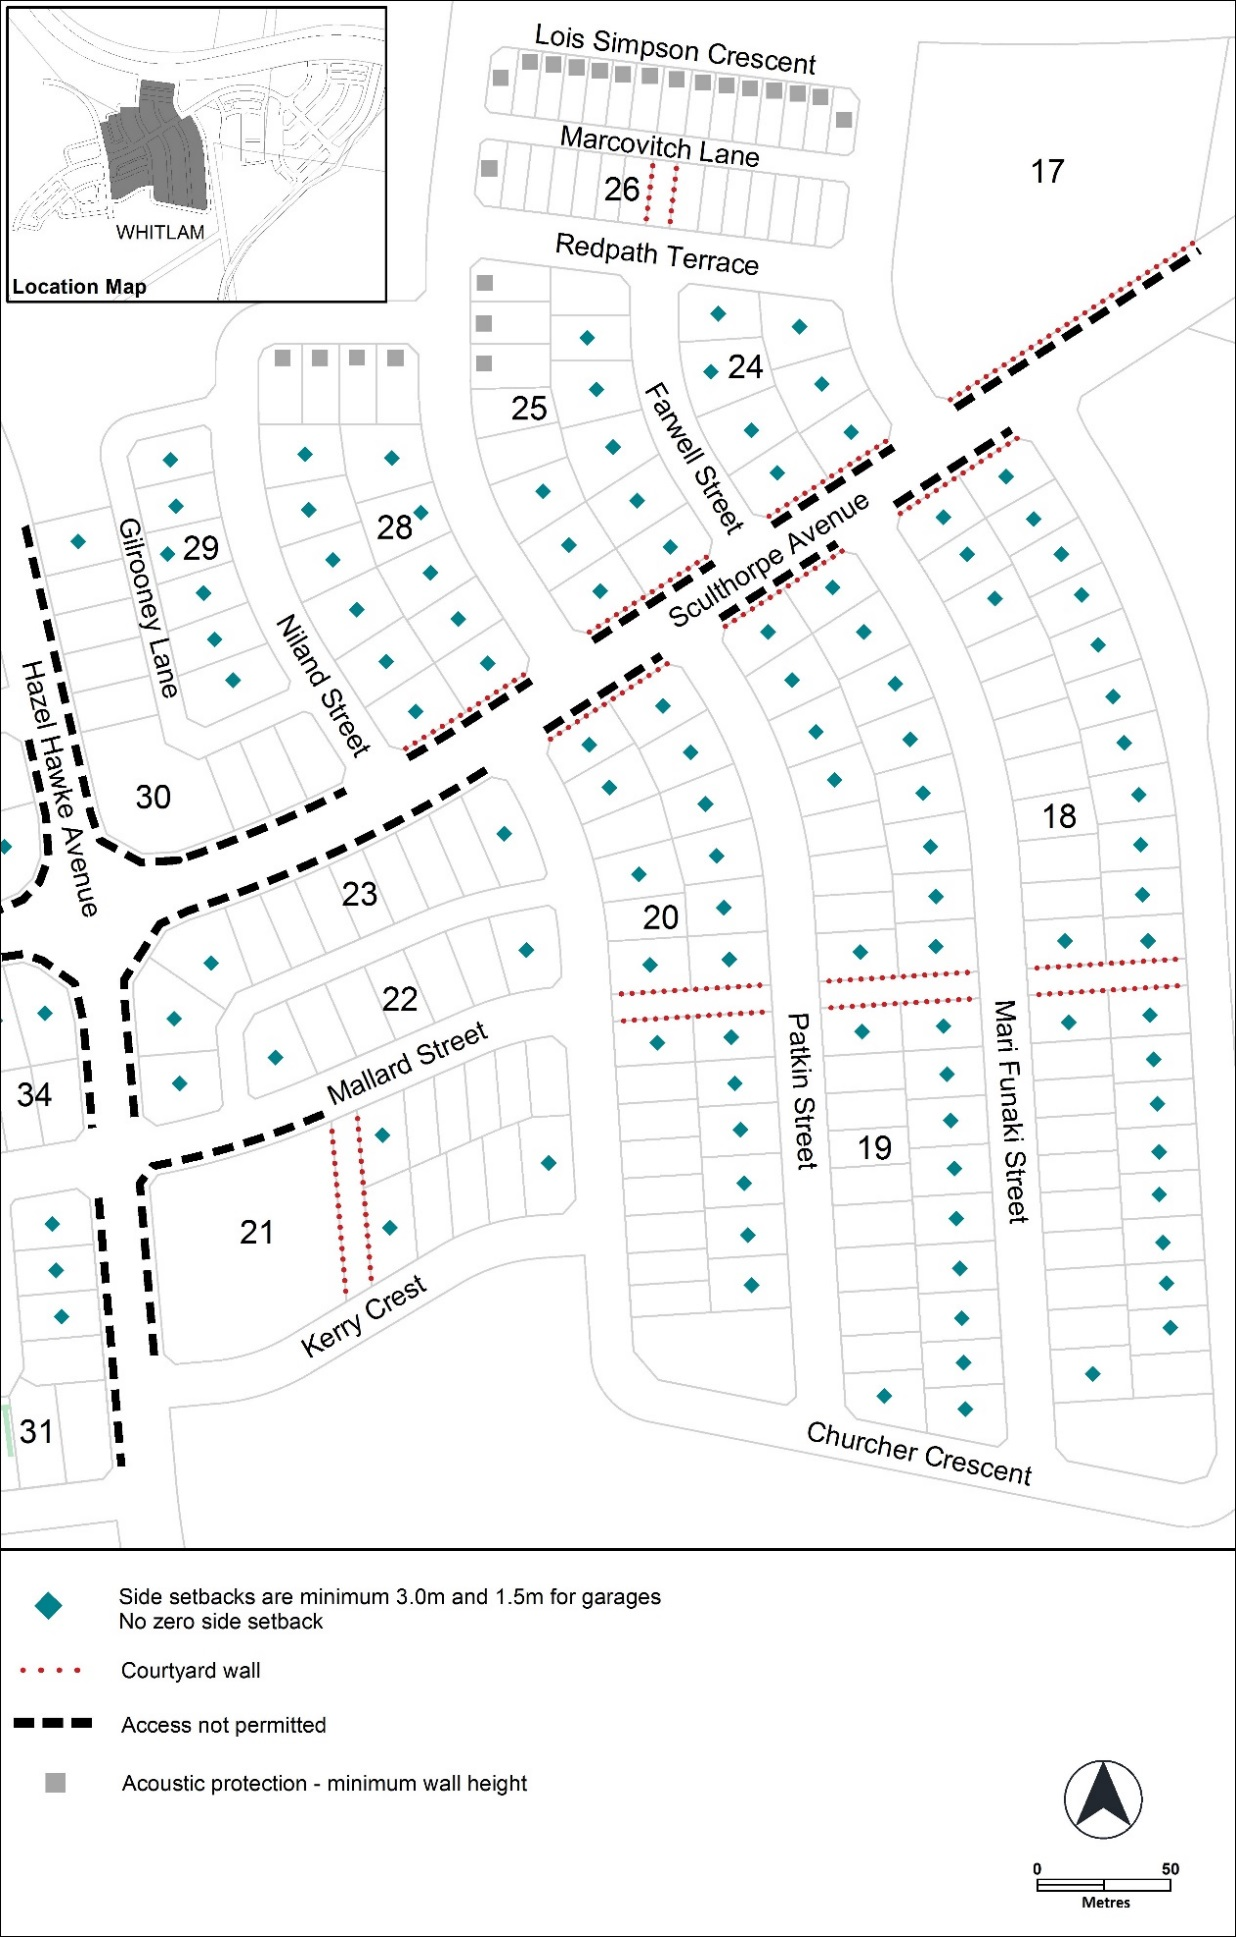 Lois Simpson Crescent
Marcovitch Lane
17
26
WHITLAM
Redpath Terrace
Location Map
24
25
Farwell Street
28
Sculthorpe Avenue
29
Gilrooney Lane
Niland Street
Hazel Hawke Avenue
30
18
23
20
22
Mallard Street
Patkin Street
Mari Funaki Street
34
19
21
Kerry Crest
31
Churcher Crescent
Side setbacks are minimum 3.0m and 1.5m for garages
No zero side setback
Courtyard wall
Access not permitted
Acoustic protection - minimum wall height
0 50
Metres